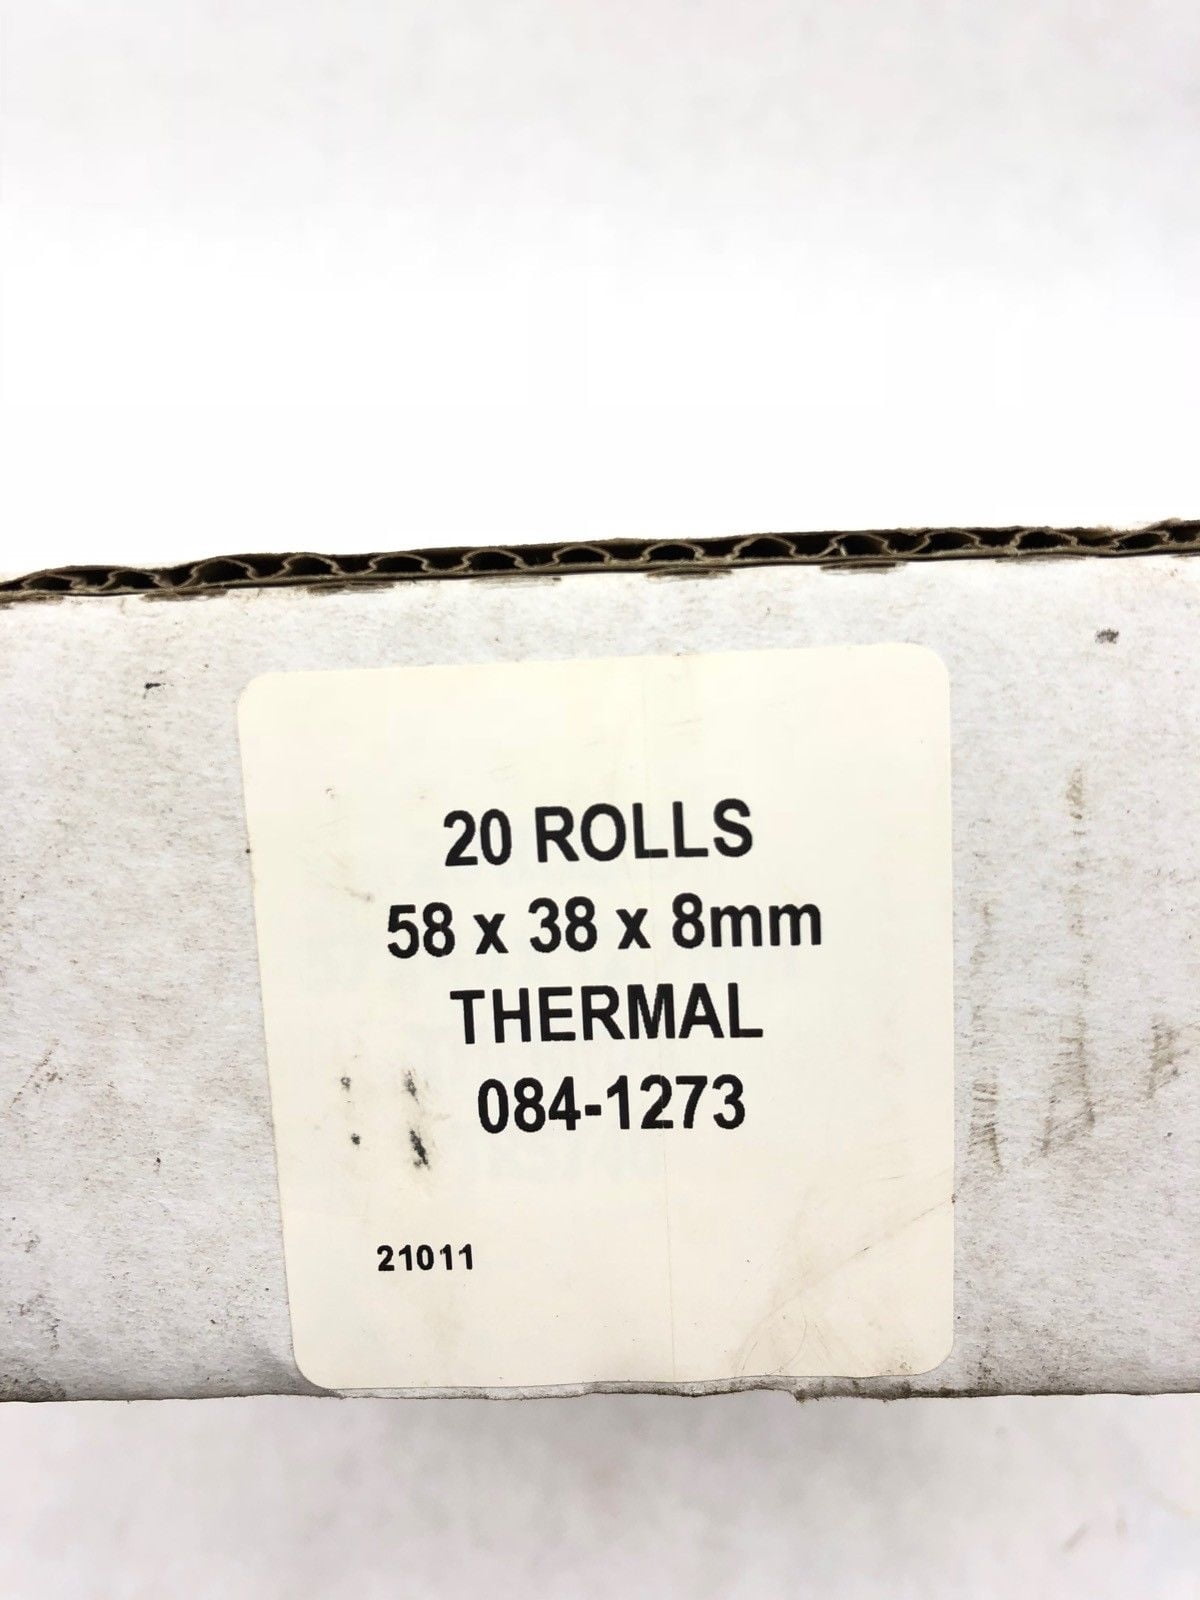 20 ROLLS
58 x 38 x 8mm
THERMAL
084-1273
21011